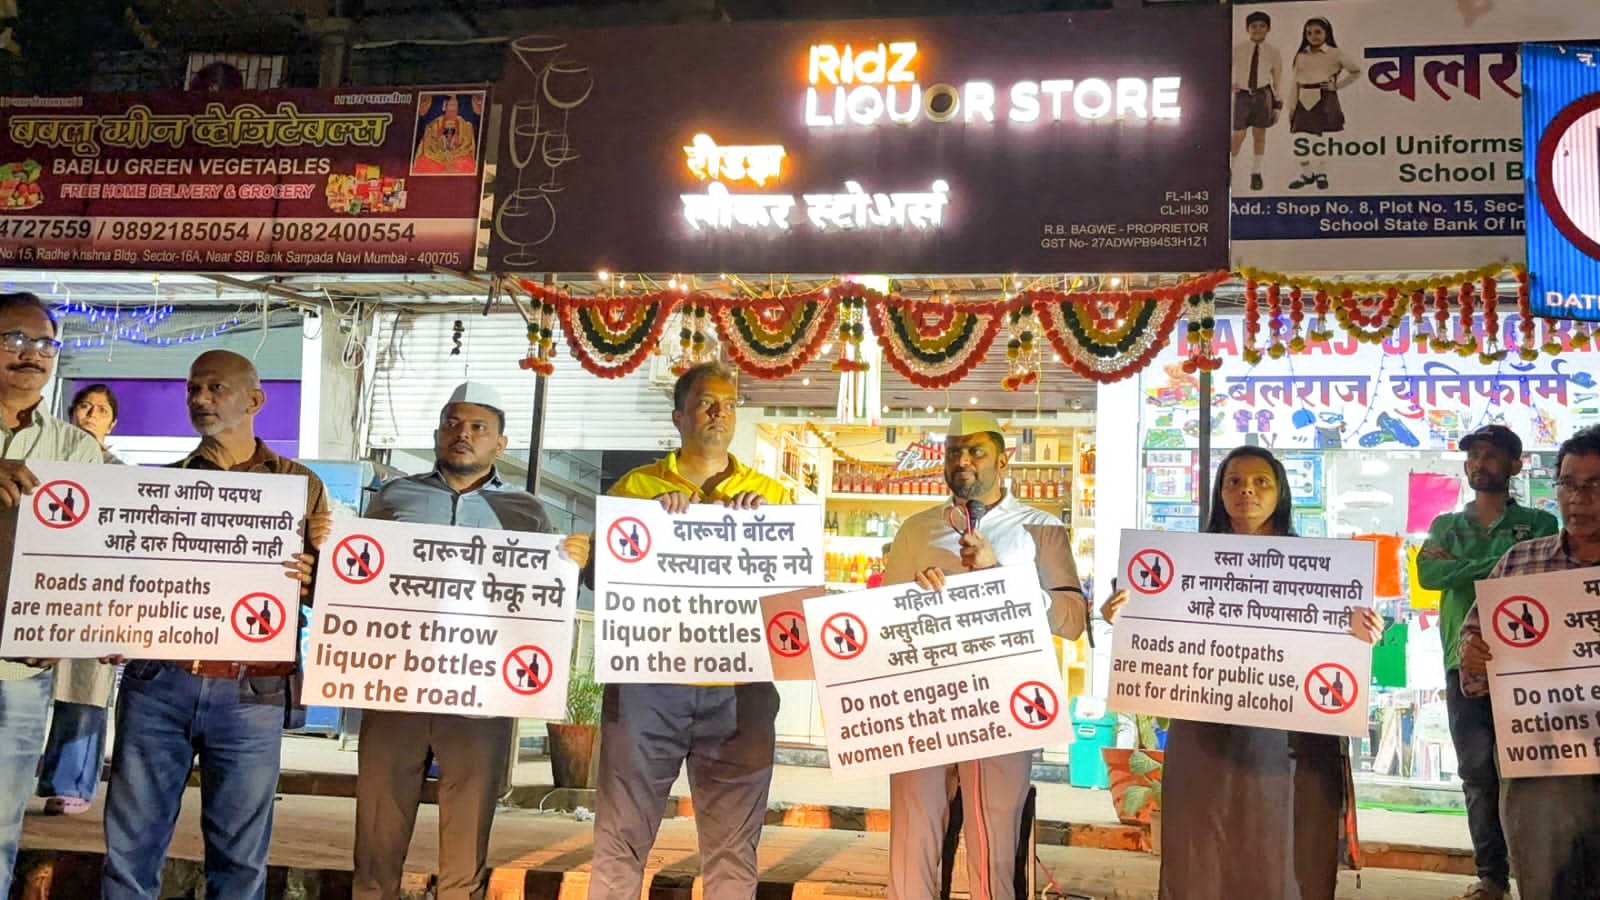 बबलू ग्रीन व्हेजिटेबल्स
BABLU GREEN VEGETABLES
FREE HOME DELIVERY & GROCERY
4727559 / 9892185054 / 9082400554
No. 15, Radhe Krishna Bldg. Sector-16A, Near SBI Bank Sanpada Navi Mumbai - 400705.
RIdZ
LIQUOR STORE
रीडझ
लीकर स्टोअर्स
FL-II-43
CL-III-30
R.B. BAGWE - PROPRIETOR
GST No- 27ADWPB9453H1Z1
बलर
School Uniforms
School B
Add.: Shop No. 8, Plot No. 15, Sec-
School State Bank Of In
न.
DATE
BALRAJ UNIFORM
बलराज युनिफॉर्म
रस्ता आणि पदपथ
हा नागरीकांना वापरण्यासाठी
आहे दारु पिण्यासाठी नाही
Roads and footpaths
are meant for public use,
not for drinking alcohol
दारूची बॉटल
रस्त्यावर फेकू नये
Do not throw
liquor bottles
on the road.
दारूची बॉटल
रस्त्यावर फेकू नये
Do not throw
liquor bottles
on the road.
महिला स्वतःला
असुरक्षित समजतील
असे कृत्य करू नका
Do not engage in
actions that make
women feel unsafe.
रस्ता आणि पदपथ
हा नागरीकांना वापरण्यासाठी
आहे दारु पिण्यासाठी नाही
Roads and footpaths
are meant for public use,
not for drinking alcohol
म
असु
अ
Do not e
actions t
women f